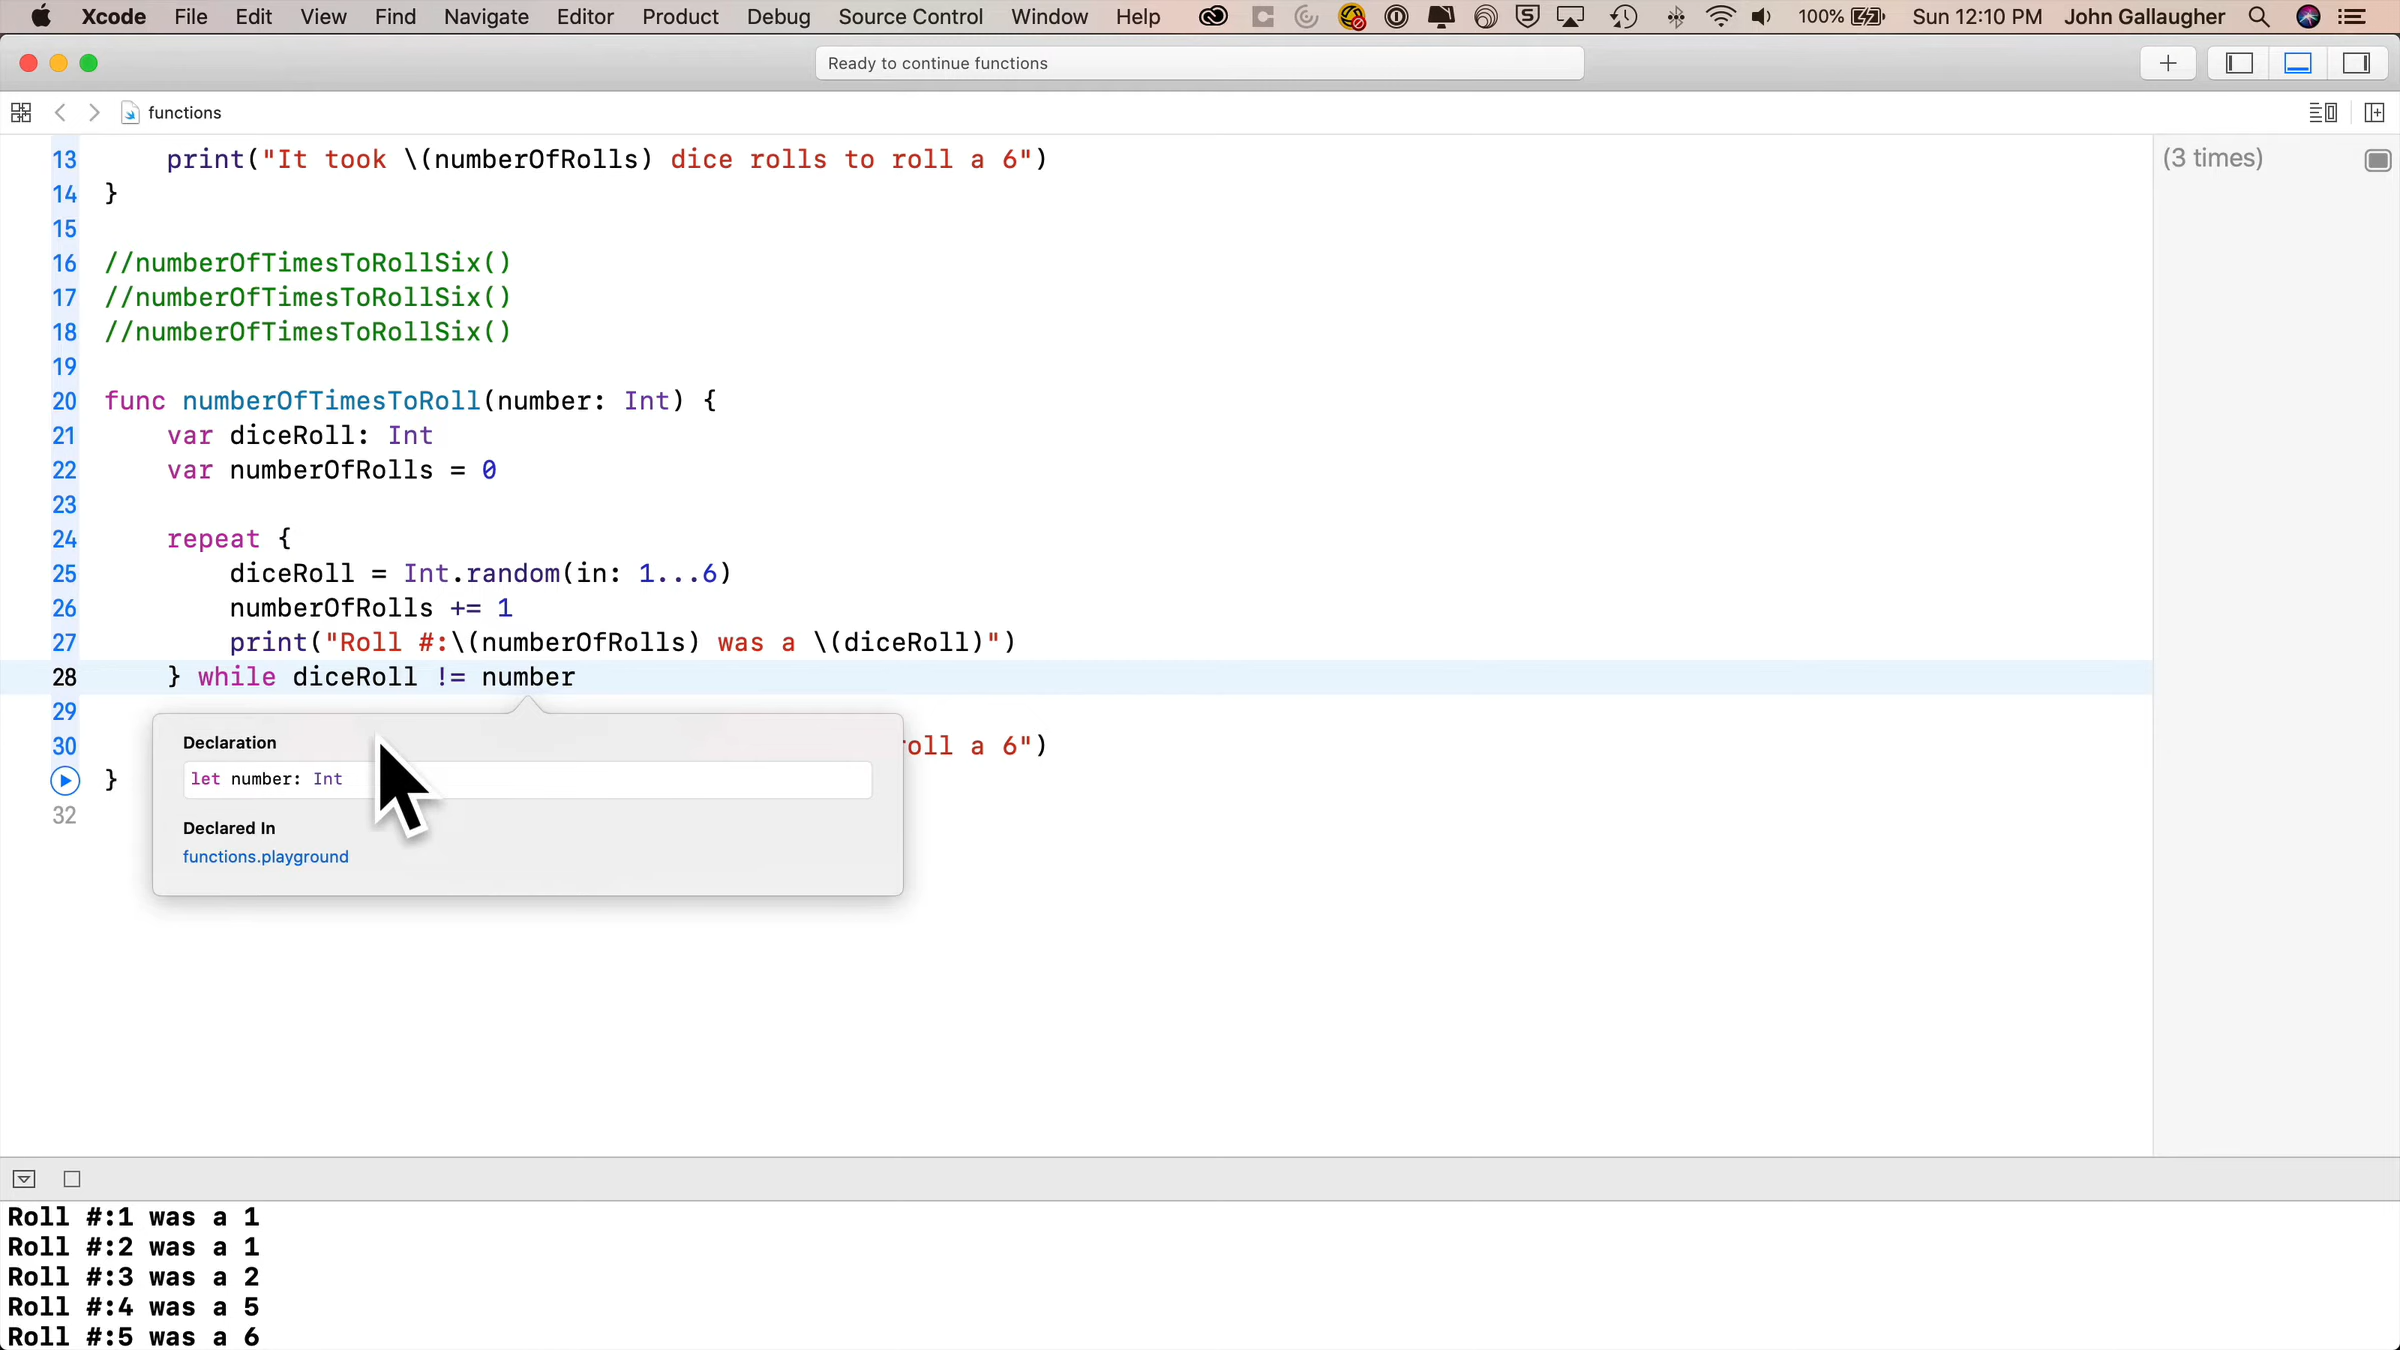 Xcode File Edit View Find Navigate Editor Product Debug Source Control Window Help 100% Sun 12:10 PM John Gallaugher
Ready to continue functions
functions
13 print("It took \(numberOfRolls) dice rolls to roll a 6")
(3 times)
14 }
15
16 //numberOfTimesToRollSix()
17 //numberOfTimesToRollSix()
18 //numberOfTimesToRollSix()
19
20 func numberOfTimesToRoll(number: Int) {
21 var diceRoll: Int
22 var numberOfRolls = 0
23
24 repeat {
25 diceRoll = Int.random(in: 1...6)
26 numberOfRolls += 1
27 print("Roll #:\(numberOfRolls) was a \(diceRoll)")
28 } while diceRoll != number
29
30 roll a 6")
}
32
Declaration
let number: Int
Declared In
functions.playground
Roll #:1 was a 1
Roll #:2 was a 1
Roll #:3 was a 2
Roll #:4 was a 5
Roll #:5 was a 6